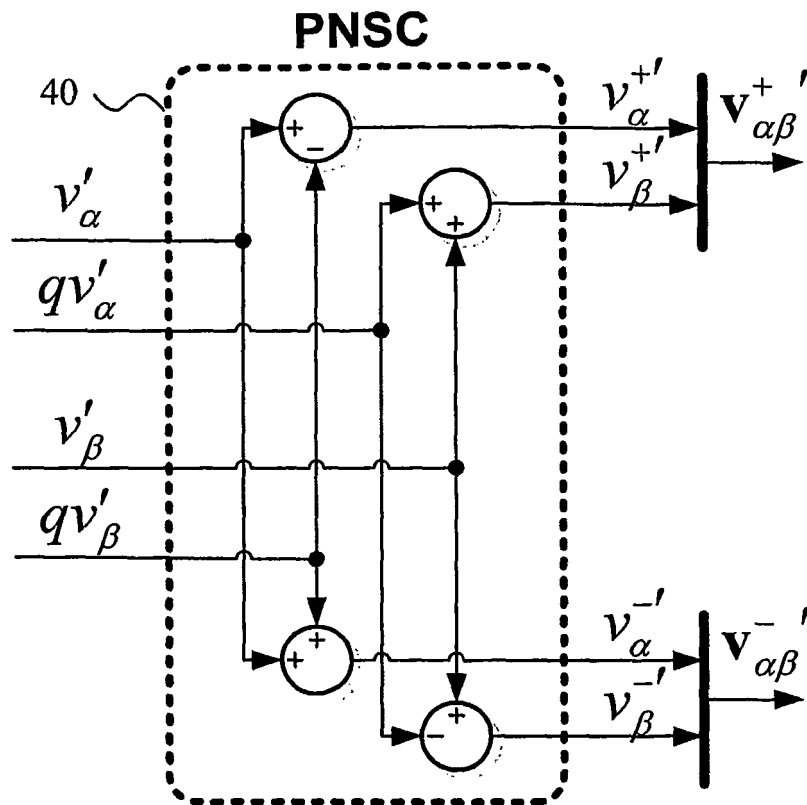 PNSC
40
v_α^{+'}
𝐯_{αβ}^{+}'
v_β^{+'}
v'_α
qv'_α
v'_β
qv'_β
+
−
+
+
+
+
+
−
v_α^{-'}
𝐯_{αβ}^{-}'
v_β^{-'}